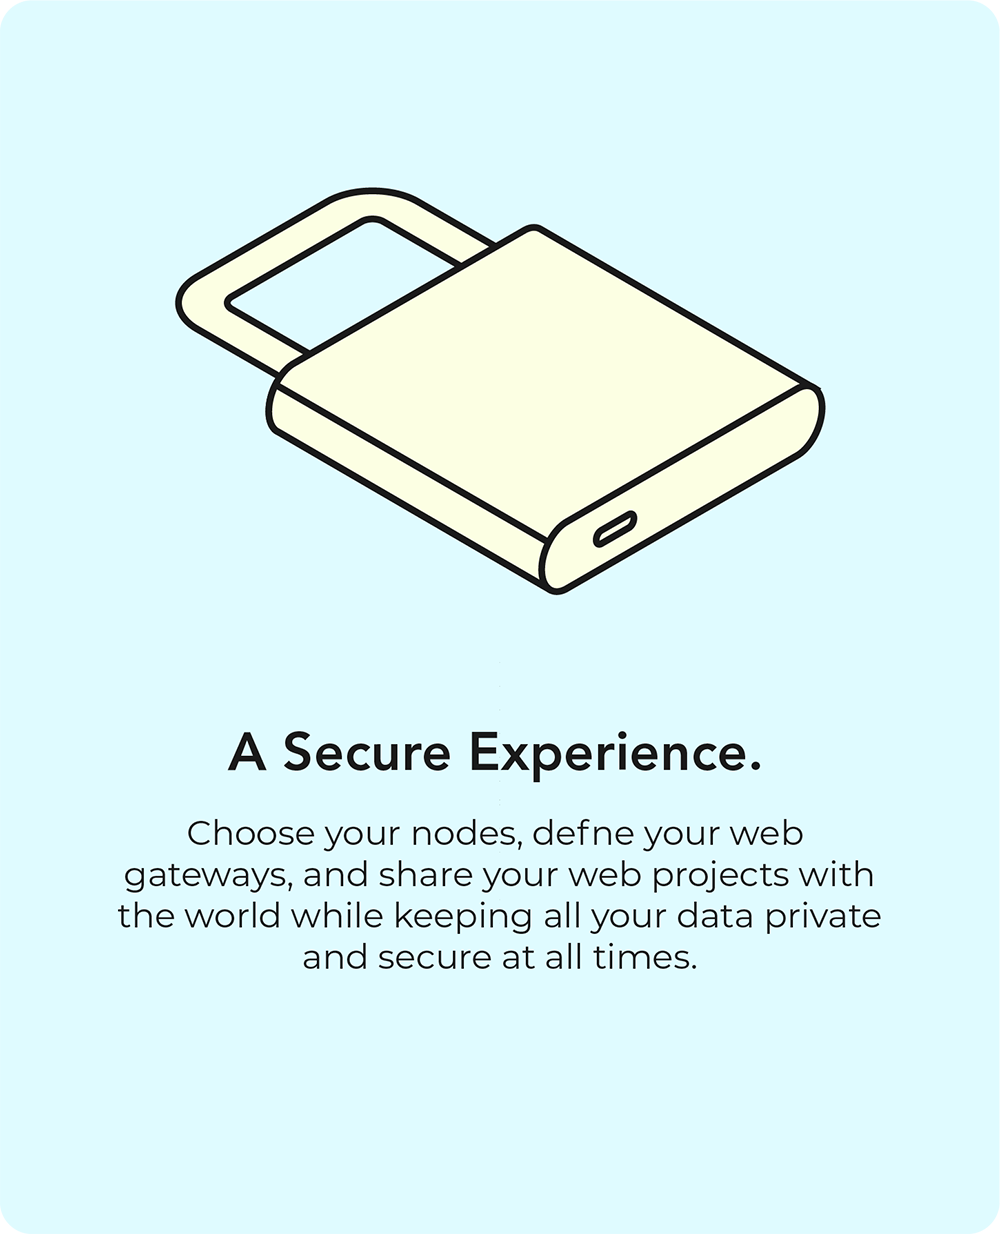 A Secure Experience.
Choose your nodes, defne your web
gateways, and share your web projects with
the world while keeping all your data private
and secure at all times.